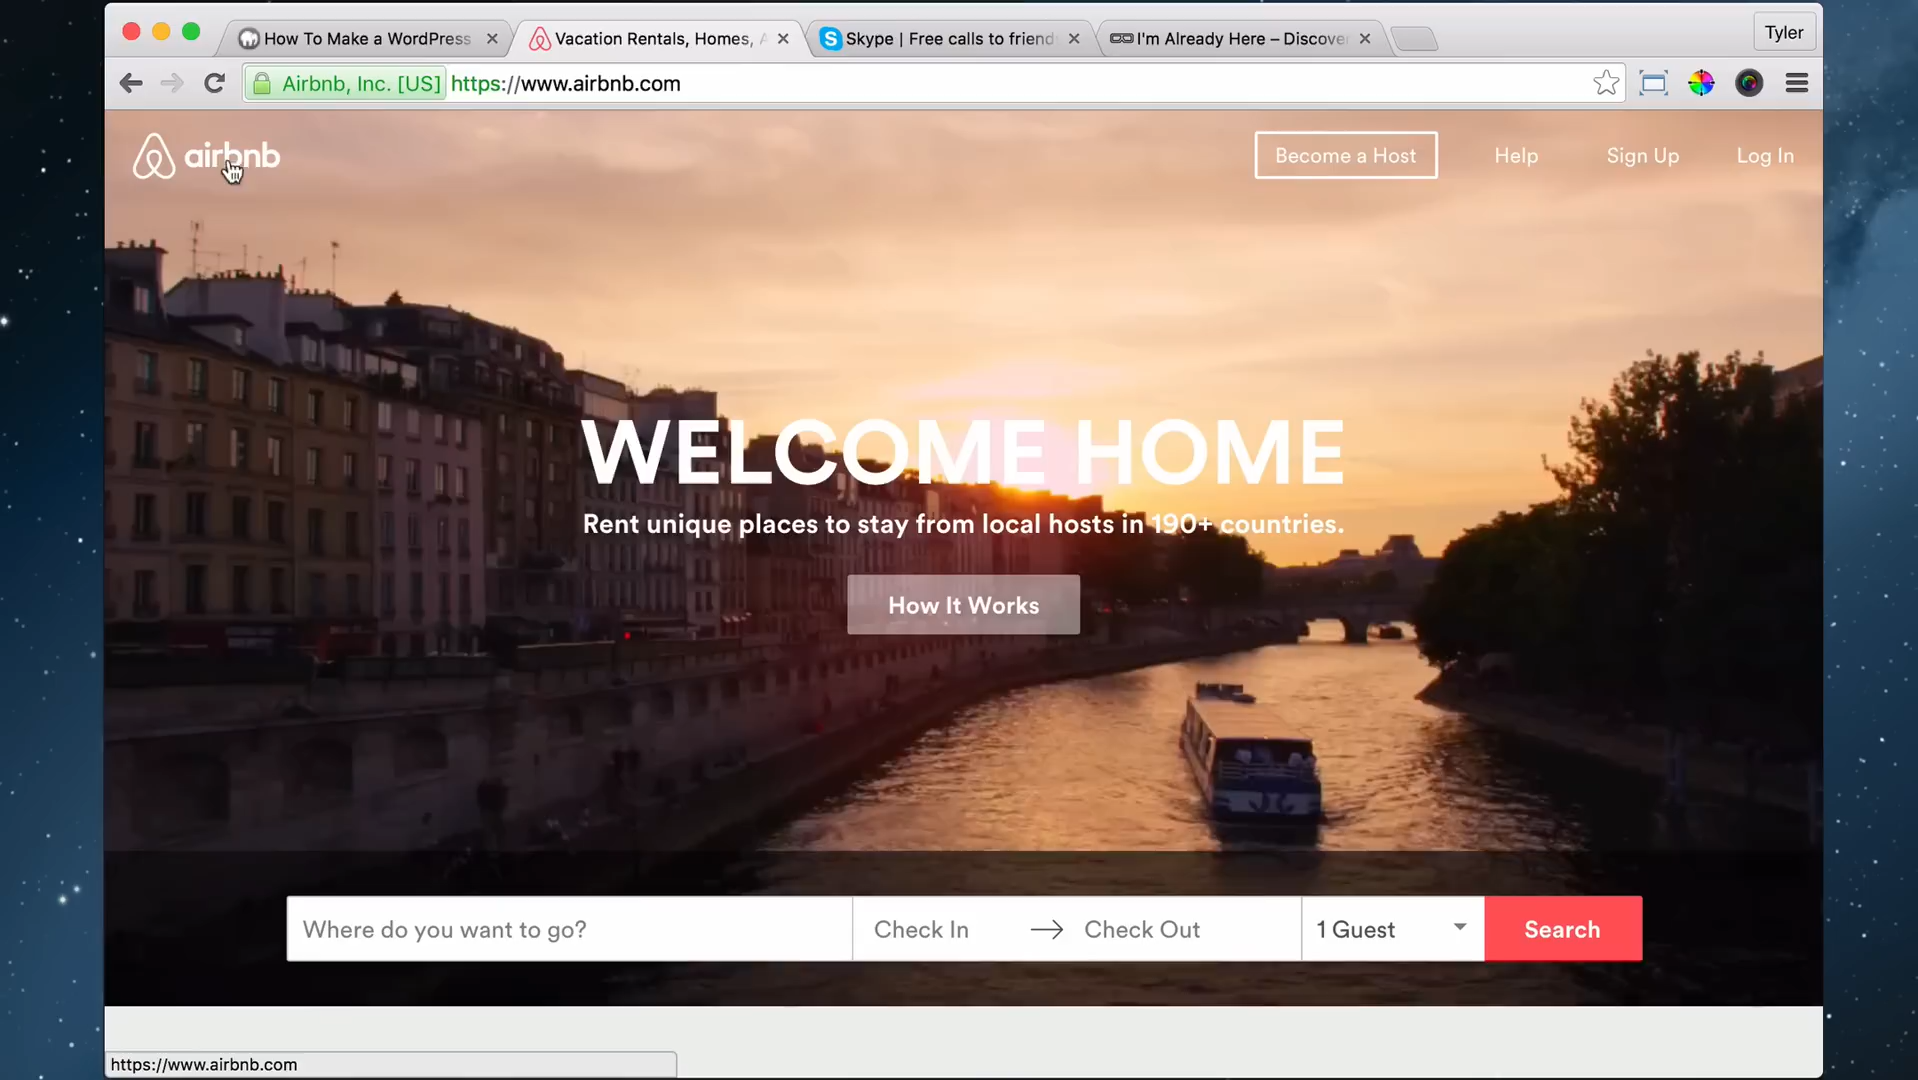 How To Make a WordPress
Vacation Rentals, Homes, A
Skype | Free calls to friend
I'm Already Here – Discover
Tyler
Airbnb, Inc. [US] https://www.airbnb.com
airbnb
Become a Host
Help
Sign Up
Log In
WELCOME HOME
Rent unique places to stay from local hosts in 190+ countries.
How It Works
Where do you want to go?
Check In
Check Out
1 Guest
Search
https://www.airbnb.com